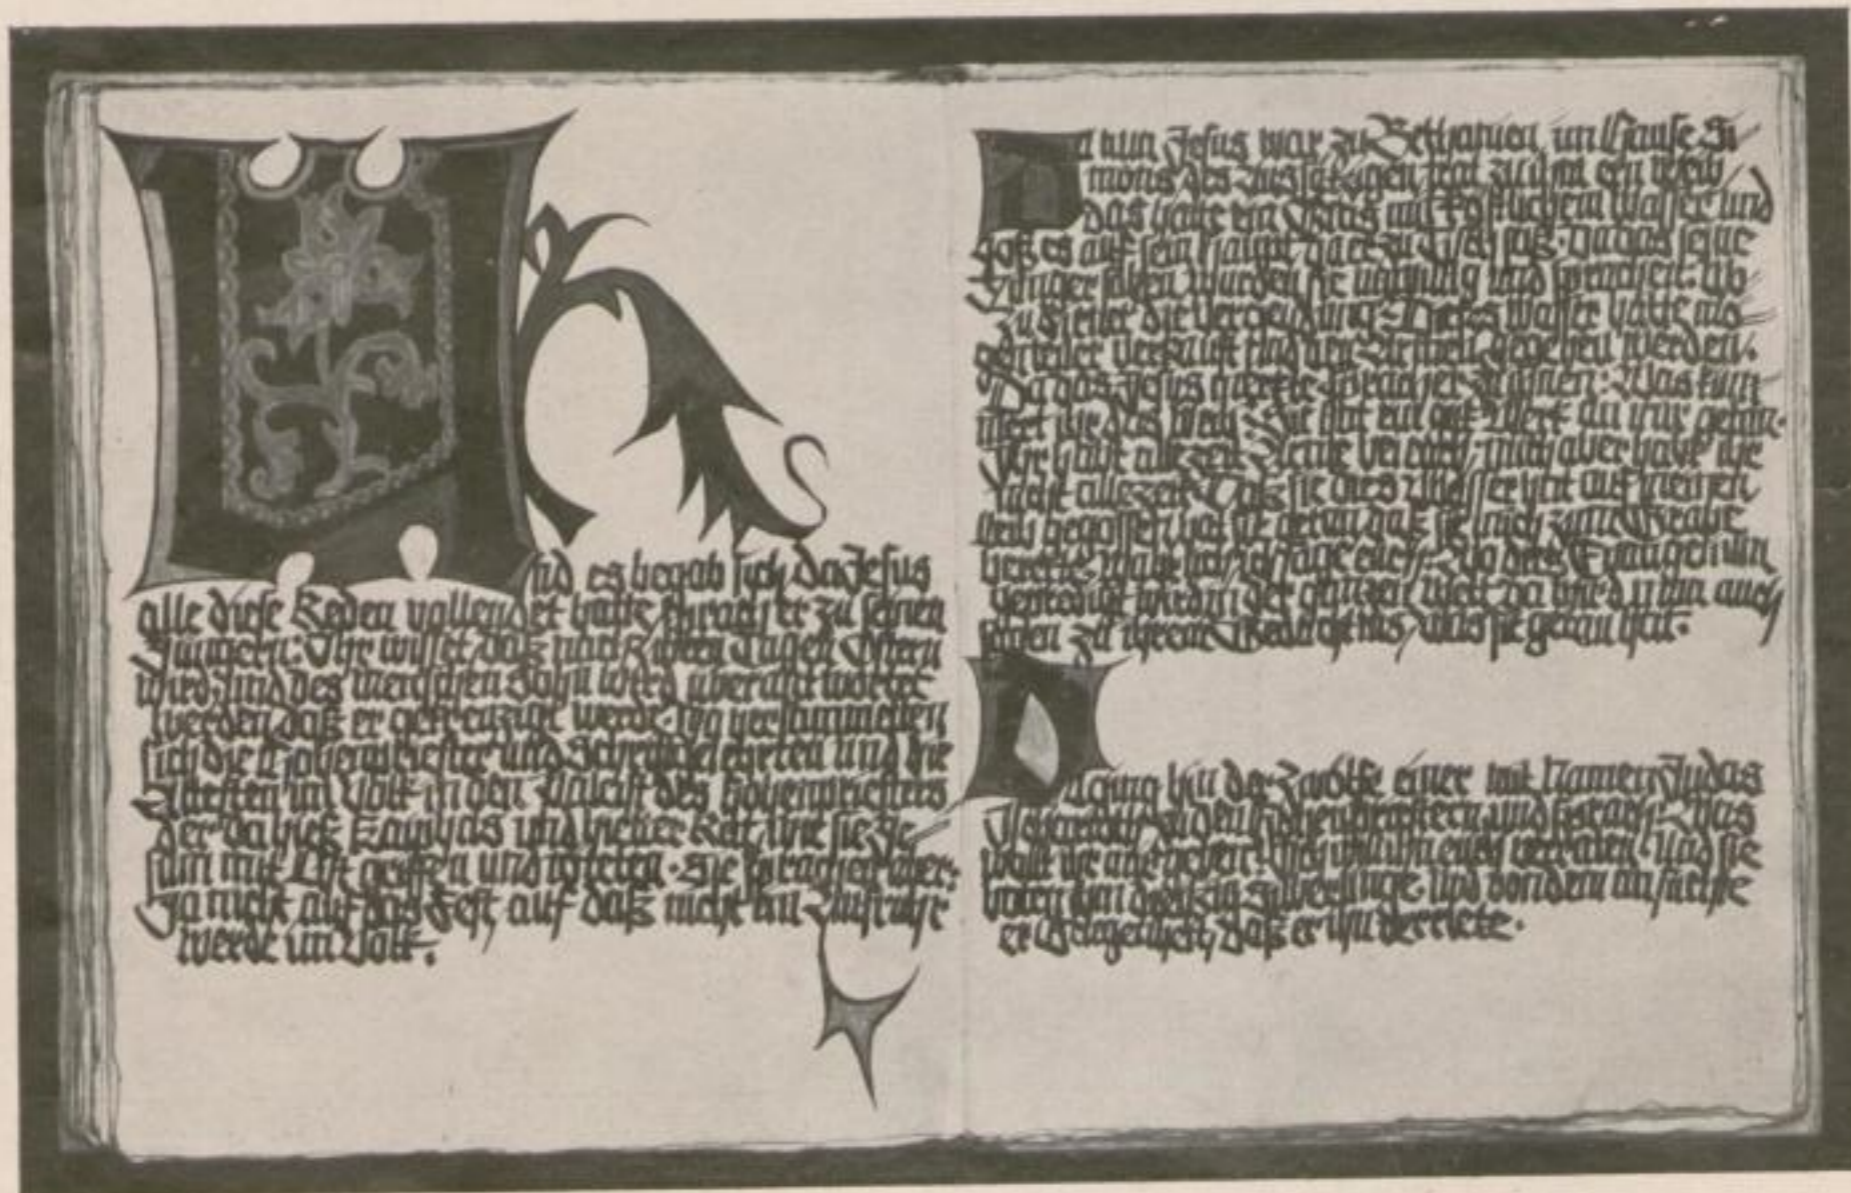 Und es begab sich, da Jesus
alle diese Reden vollendet hatte, sprach er zu seinen
Jüngern: Ihr wisset, daß nach zween Tagen Ostern
wird. Und des Menschen Sohn wird überantwortet
werden, daß er gekreuzigt werde. versammelten
sich die Hohenpriester und Schriftgelehrten und die
Ältesten im Volk in den Palast des Hohenpriesters
der da hieß Kaiphas und hielten Rat, wie sie Je
sum mit List griffen und töteten. Sie sprachen aber:
Ja nicht auf das Fest, auf daß nicht ein Aufruhr
werde im Volk.
Da nun Jesus war zu Bethanien im Hause Si
mons des Aussätzigen, trat zu ihm ein Weib
das hatte ein Glas mit köstlichem Wasser und
goß es auf sein Haupt, da er zu Tisch saß. Da das seine
Jünger sahen, wurden sie unwillig und sprachen: Wo
zu dienet die Vergeudung? Dieses Wasser hätte mö
teuer verkauft und den Armen gegeben werden.
Da das Jesus merkte, sprach er zu ihnen: Was küm
mert ihr das Weib? Sie hat ein gut Werk an mir getan.
Ihr habt allezeit Arme bei euch, mich aber habt ihr
nicht allezeit. Daß sie dies Wasser hat auf meinen
Leib gegossen, hat sie getan, daß sie mich zum Grabe
bereite. Wahrlich, ich sage euch: Wo dies Evangelium
gepredigt wird in der ganzen Welt, da wird man auch
sagen zu ihrem Gedächtnis, was sie getan hat.
Da ging hin der Zwölfe einer mit Namen Judas
Ischarioth zu den Hohenpriestern und sprach: Was
wollt ihr mir geben? Ich will ihn euch verraten. Und sie
boten ihm dreißig Silberlinge. Und von dem an suchte
er Gelegenheit, daß er ihn verriete.